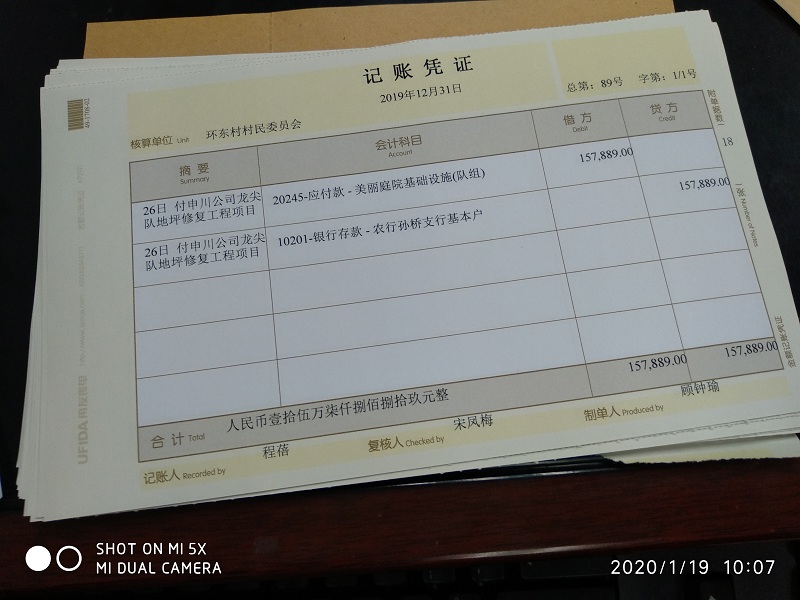 记账凭证
2019年12月31日
总第：89号 字第：1/1号
核算单位 Unit 环东村村民委员会
摘要 Summary
会计科目 Account
借方 Debit
贷方 Credit
附单据数
18
26日 付申川公司龙尖
队地坪修复工程项目
20245-应付款 - 美丽庭院基础设施(队组)
157,889.00
26日 付申川公司龙尖
队地坪修复工程项目
10201-银行存款 - 农行孙桥支行基本户
157,889.00
合计 Total
人民币壹拾伍万柒仟捌佰捌拾玖元整
157,889.00
157,889.00
记账人 Recorded by 程蓓
复核人 Checked by 宋凤梅
制单人 Produced by 顾钟瑜
金额记账凭证
UFIDA
SHOT ON MI 5X
MI DUAL CAMERA
2020/1/19 10:07